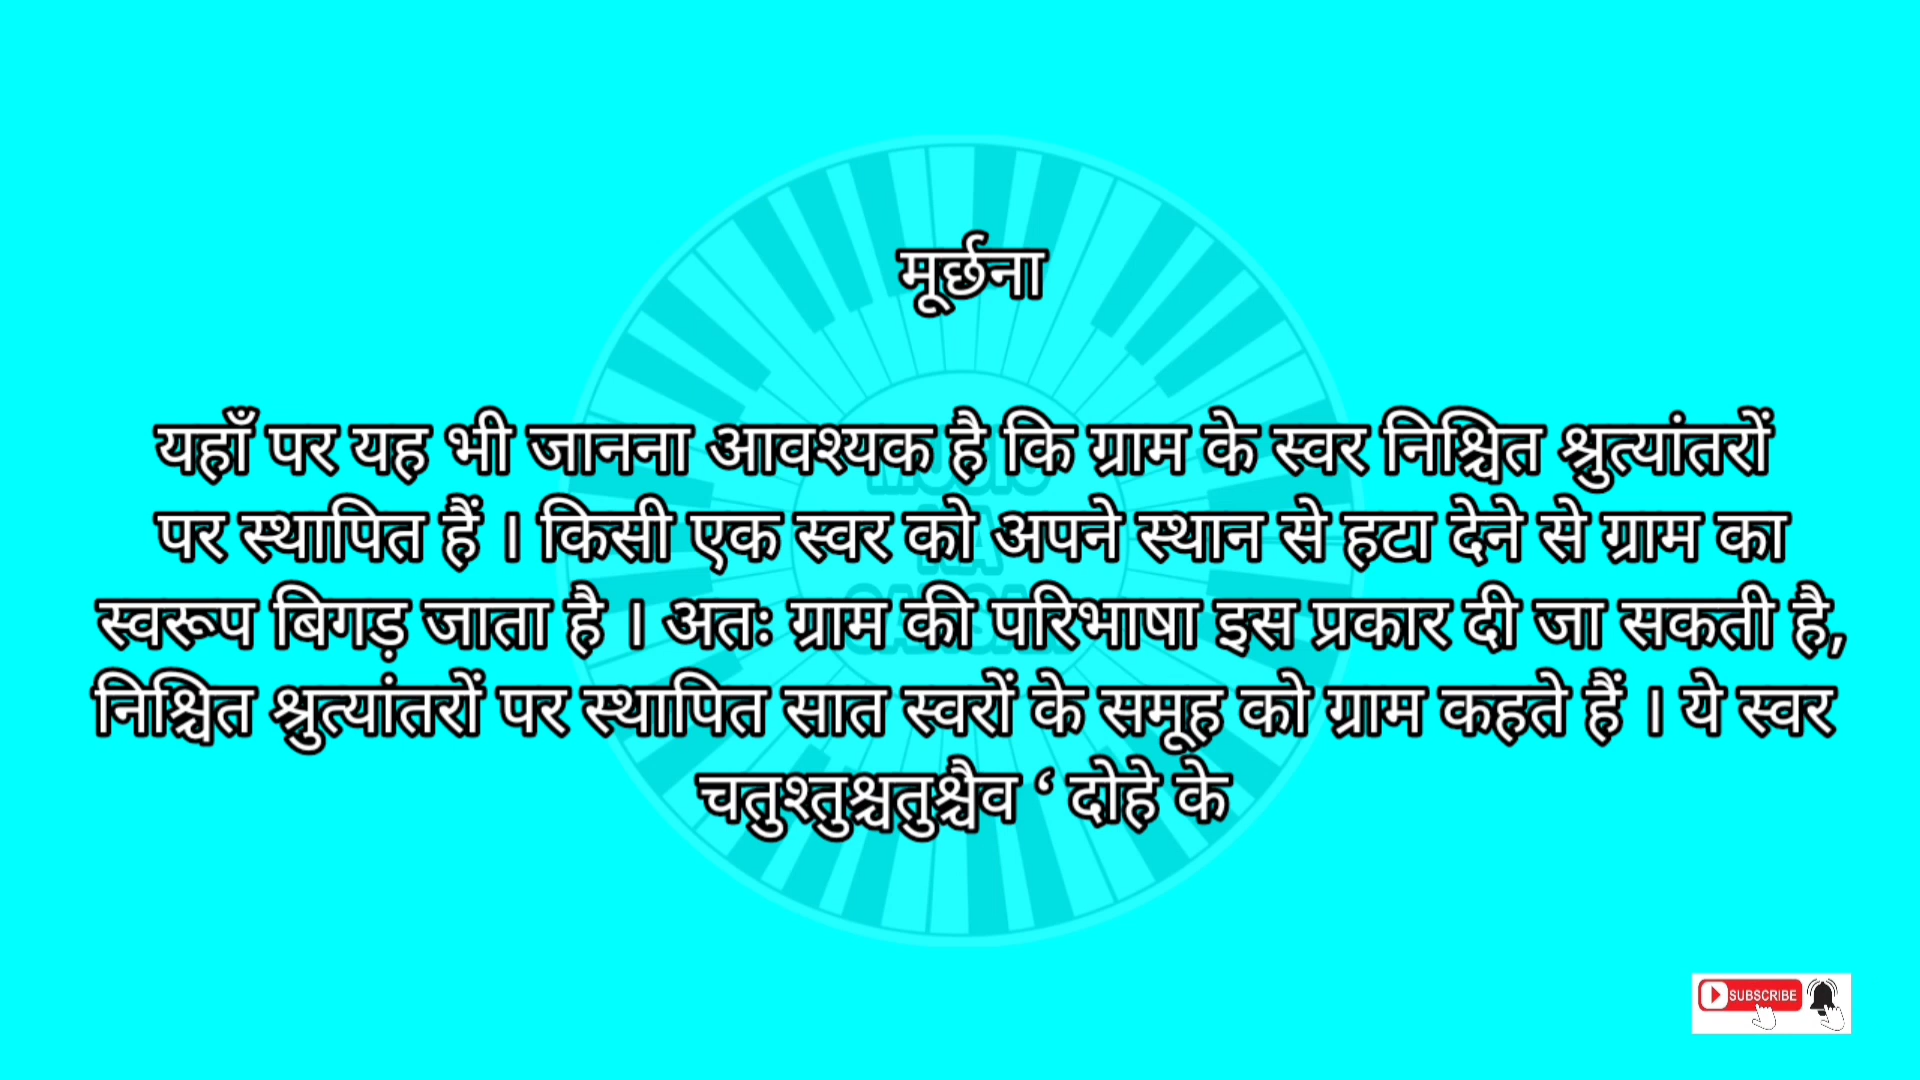 मूर्छना
यहाँ पर यह भी जानना आवश्यक है कि ग्राम के स्वर निश्चित श्रुत्यांतरों
पर स्थापित हैं । किसी एक स्वर को अपने स्थान से हटा देने से ग्राम का
स्वरूप बिगड़ जाता है । अतः ग्राम की परिभाषा इस प्रकार दी जा सकती है,
निश्चित श्रुत्यांतरों पर स्थापित सात स्वरों के समूह को ग्राम कहते हैं । ये स्वर
चतुश्तुश्चतुश्चैव ‘ दोहे के
SUBSCRIBE